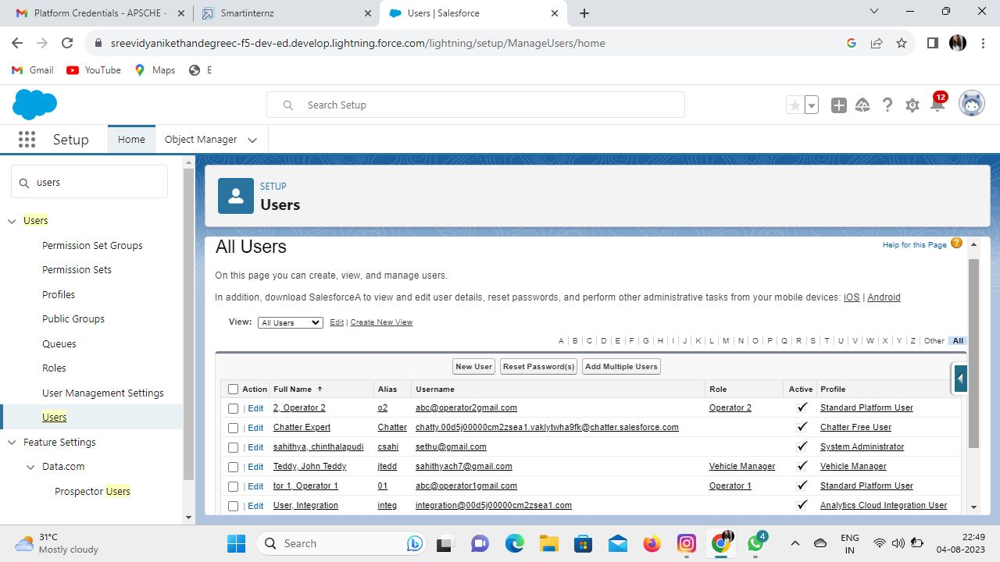 Platform Credentials - APSCHE -
Smartinternz
Users | Salesforce
sreevidyanikethandegreec-f5-dev-ed.develop.lightning.force.com/lightning/setup/ManageUsers/home
Gmail
YouTube
Maps
E
Search Setup
12
Setup
Home
Object Manager
users
Users
Permission Set Groups
Permission Sets
Profiles
Public Groups
Queues
Roles
User Management Settings
Users
Feature Settings
Data.com
Prospector Users
SETUP
Users
All Users
Help for this Page ?
On this page you can create, view, and manage users.
In addition, download SalesforceA to view and edit user details, reset passwords, and perform other administrative tasks from your mobile devices: iOS | Android
View: All Users Edit | Create New View
A | B | C | D | E | F | G | H | I | J | K | L | M | N | O | P | Q | R | S | T | U | V | W | X | Y | Z | Other | All
New User Reset Password(s) Add Multiple Users
Action Full Name ↑ Alias Username Role Active Profile
| Edit 2, Operator 2 o2 abc@operator2gmail.com Operator 2 ✓ Standard Platform User
| Edit Chatter Expert Chatter chatty.00d5j00000cm2zsea1.vaklytwha9fk@chatter.salesforce.com ✓ Chatter Free User
| Edit sahithya, chinthalapudi csahi sethu@gmail.com ✓ System Administrator
| Edit Teddy, John Teddy jtedd sahithyach7@gmail.com Vehicle Manager ✓ Vehicle Manager
| Edit tor 1, Operator 1 01 abc@operator1gmail.com Operator 1 ✓ Standard Platform User
| Edit User, Integration integ integration@00d5j00000cm2zsea1.com ✓ Analytics Cloud Integration User
31°C
Mostly cloudy
Search
4
ENG
IN
22:49
04-08-2023